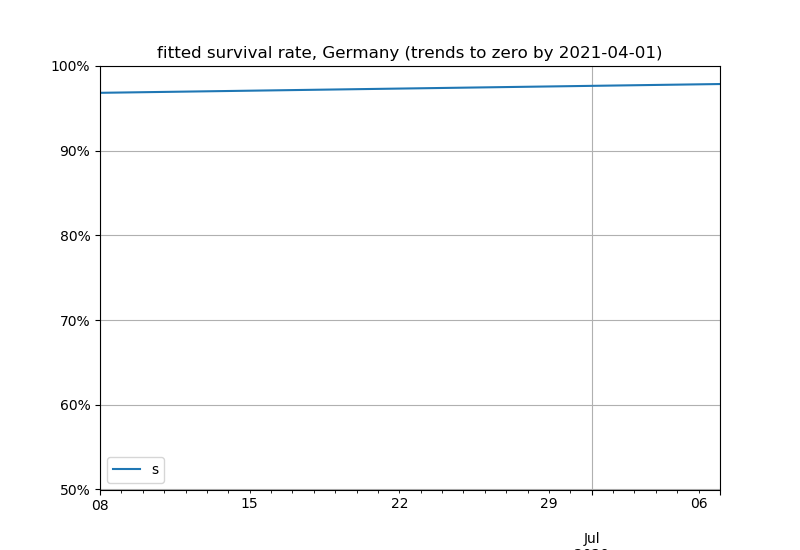 fitted survival rate, Germany (trends to zero by 2021-04-01)
100%
90%
80%
70%
60%
50%
s
08 15 22 29 06
Jul